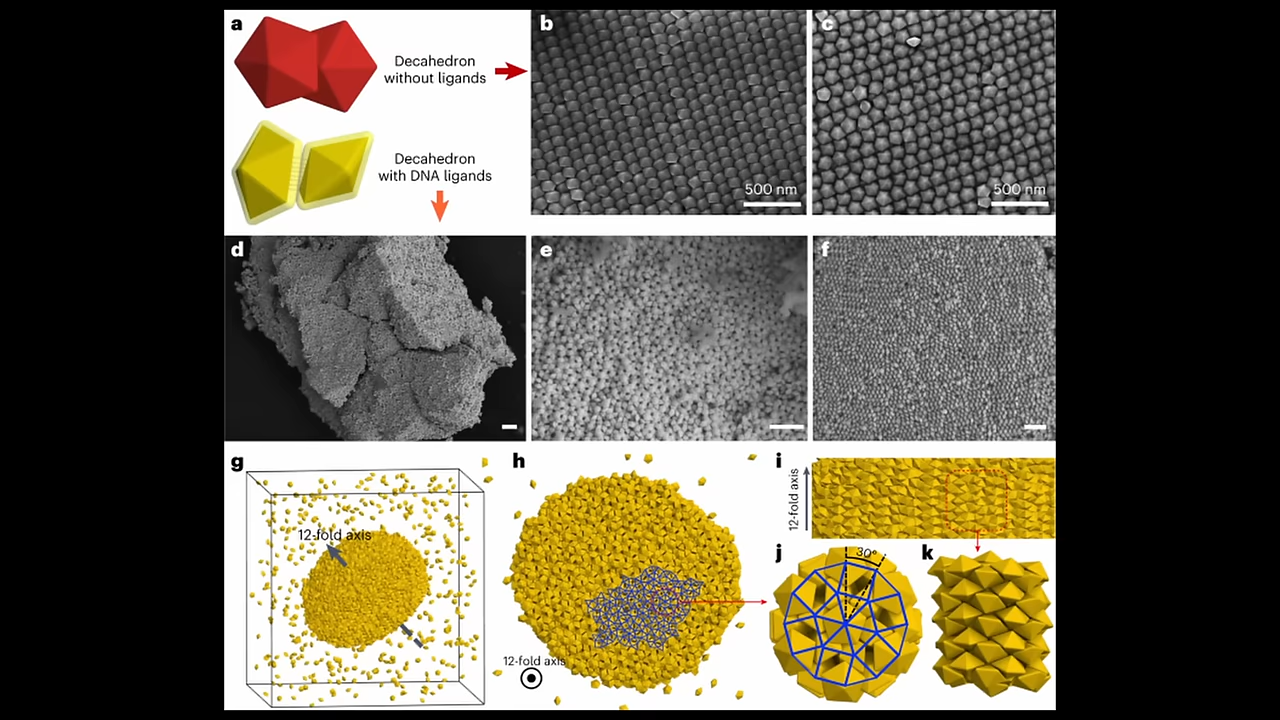 a
Decahedron
without ligands
Decahedron
with DNA ligands
b
500 nm
c
500 nm
d
e
f
g
12-fold axis
h
12-fold axis
i
12-fold axis
j
30°
k